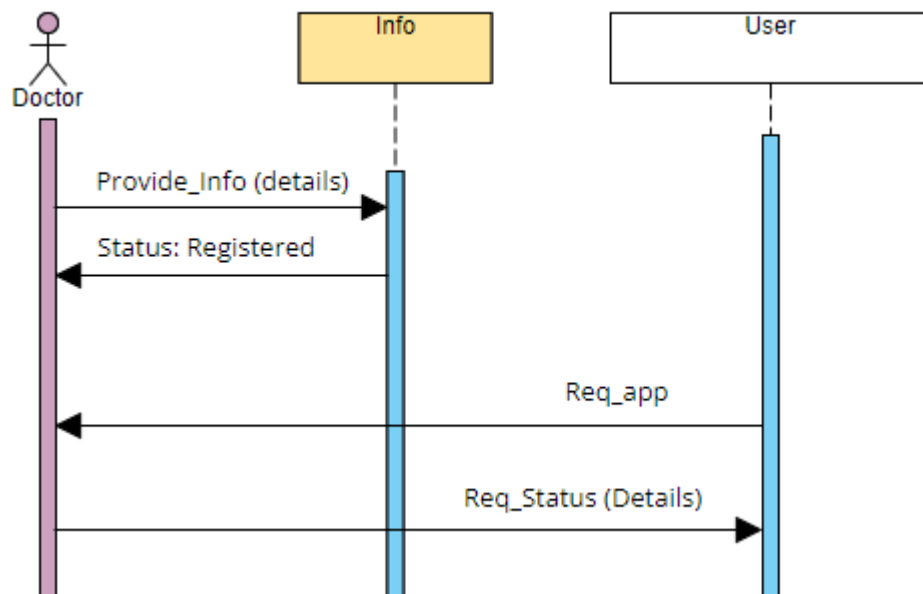 Info
User
Doctor
Provide_Info (details)
Status: Registered
Req_app
Req_Status (Details)